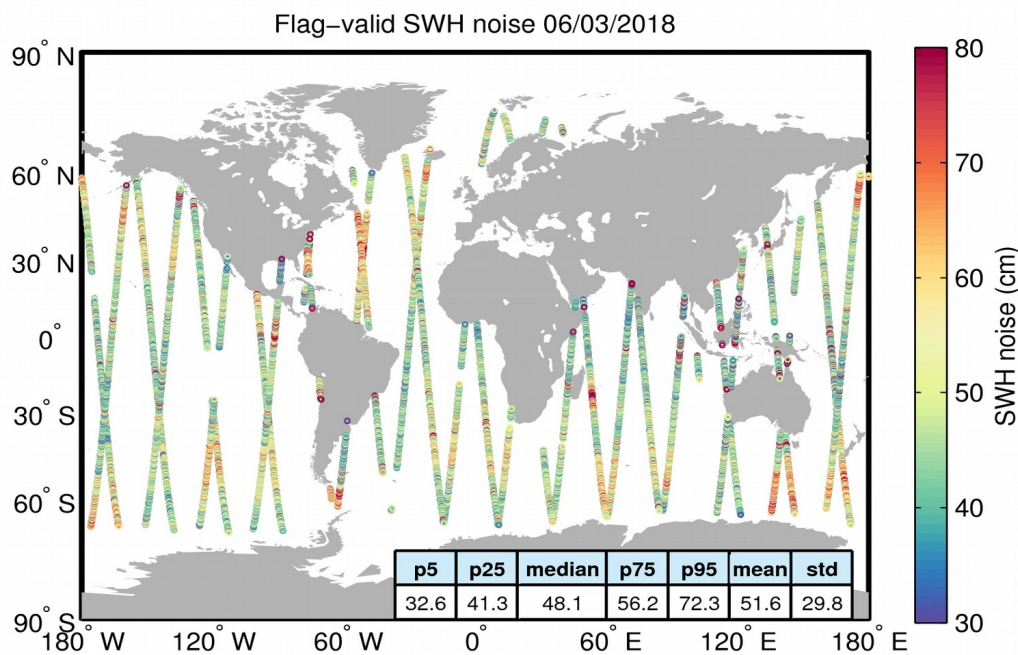 Flag−valid SWH noise 06/03/2018
90° N
60° N
30° N
0°
30° S
60° S
90° S
180° W
120° W
60° W
0°
60° E
120° E
180° E
p5 p25 median p75 p95 mean std
32.6 41.3 48.1 56.2 72.3 51.6 29.8
80
70
60
50
40
30
SWH noise (cm)